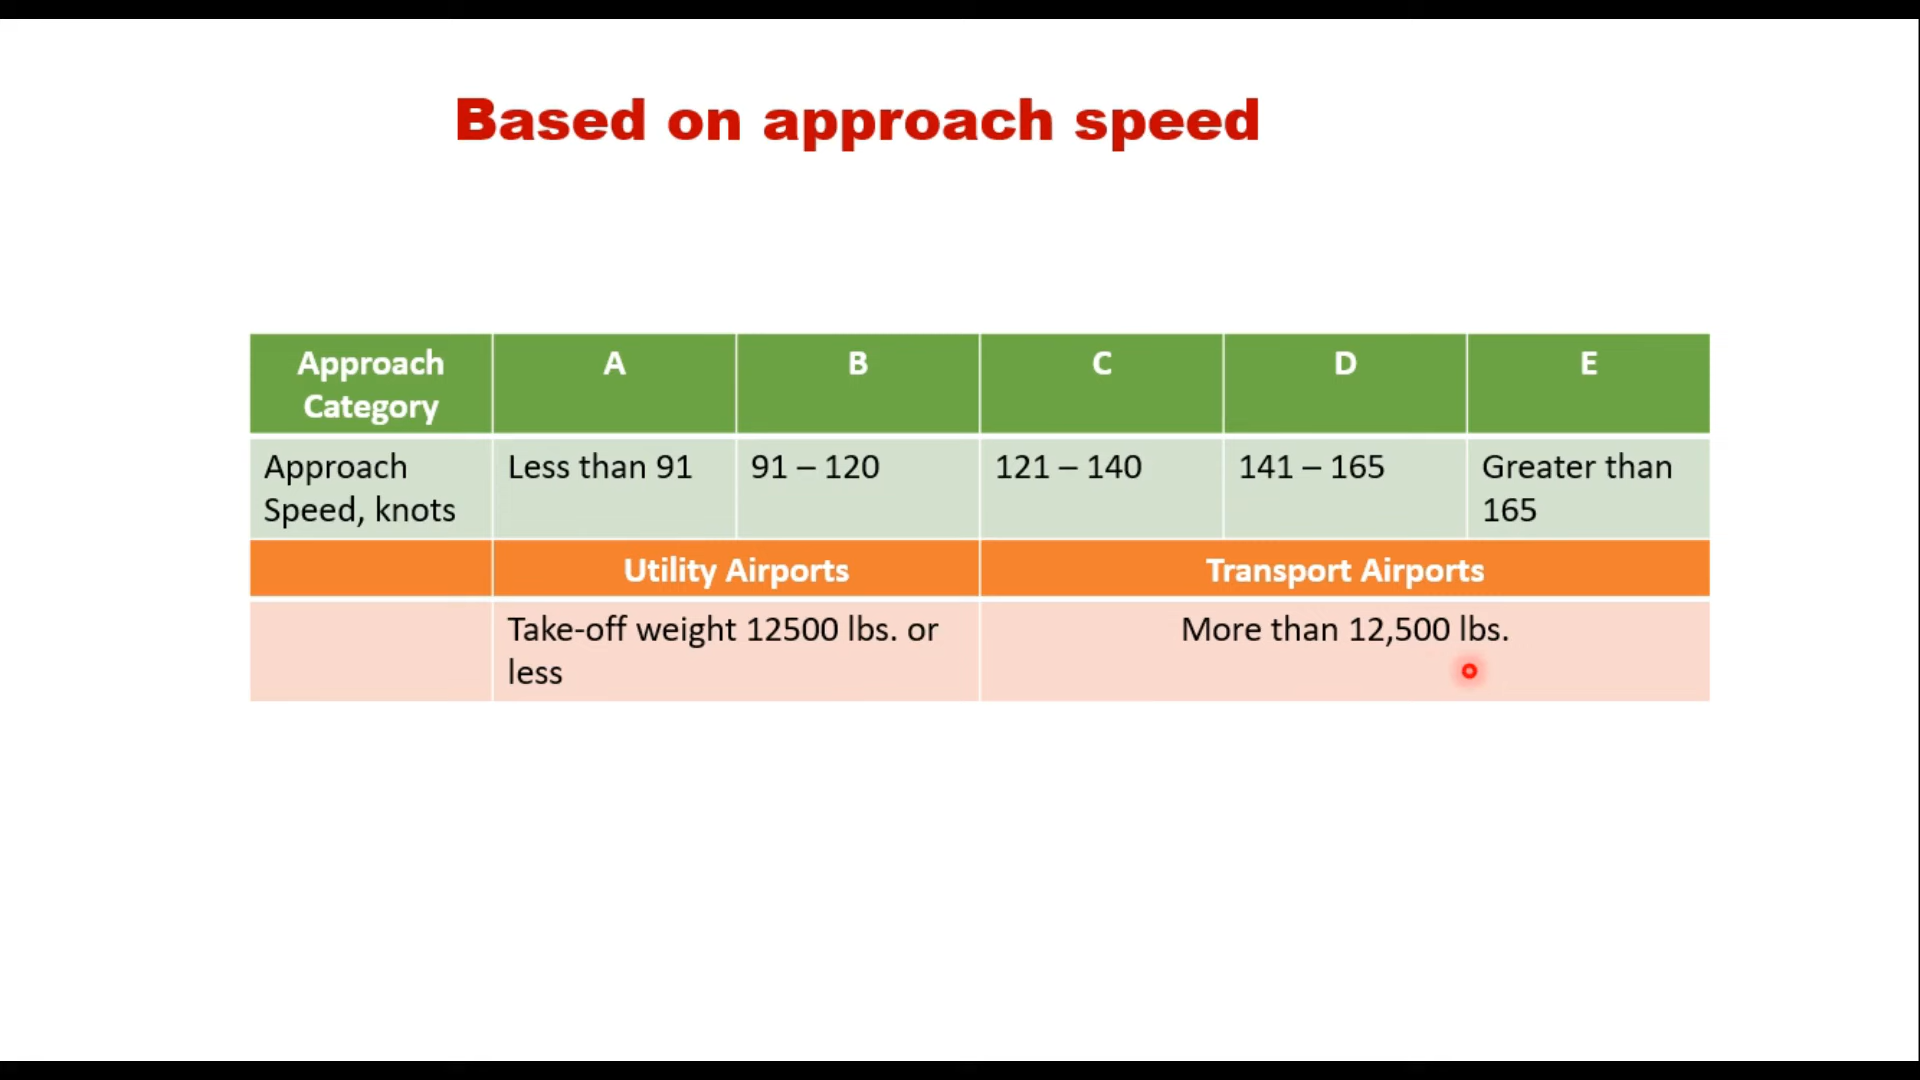 Based on approach speed
Approach Category
A
B
C
D
E
Approach Speed, knots
Less than 91
91 – 120
121 – 140
141 – 165
Greater than 165
Utility Airports
Transport Airports
Take-off weight 12500 lbs. or less
More than 12,500 lbs.